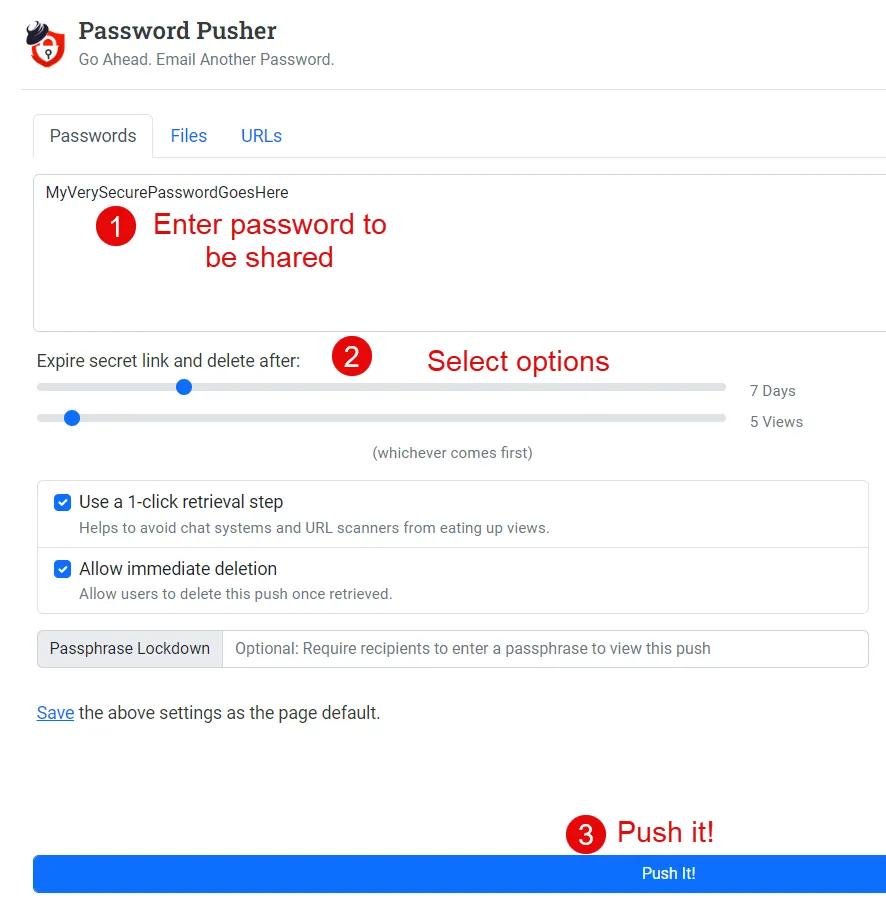 Password Pusher
Go Ahead. Email Another Password.
Passwords Files URLs
MyVerySecurePasswordGoesHere
1 Enter password to
be shared
Expire secret link and delete after: 2 Select options
7 Days
5 Views
(whichever comes first)
Use a 1-click retrieval step
Helps to avoid chat systems and URL scanners from eating up views.
Allow immediate deletion
Allow users to delete this push once retrieved.
Passphrase Lockdown Optional: Require recipients to enter a passphrase to view this push
Save the above settings as the page default.
3 Push it!
Push It!